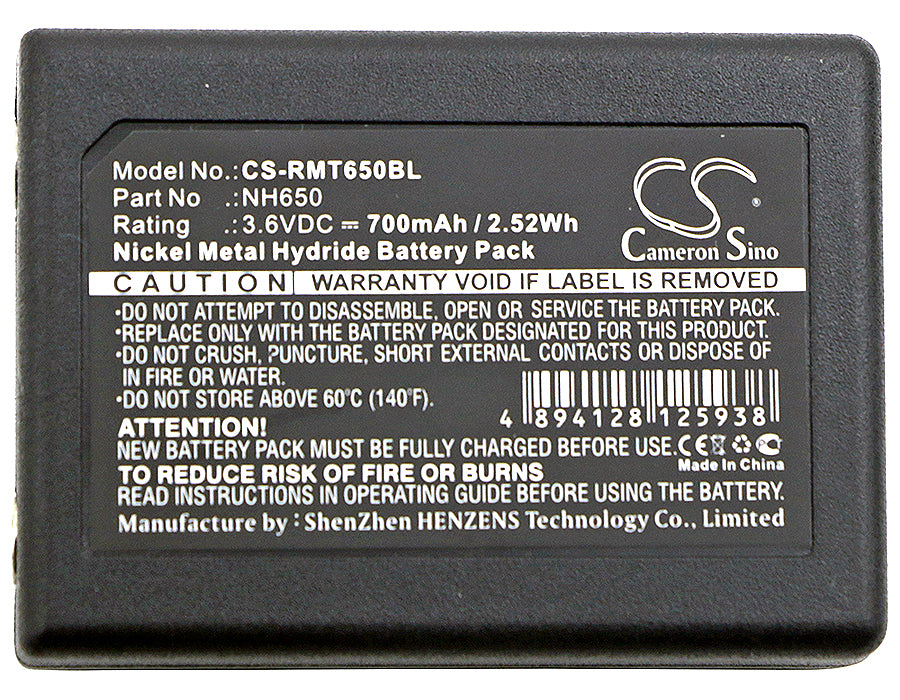 Model No.: CS-RMT650BL
Part No .: NH650
Rating .: 3.6VDC ⎓ 700mAh / 2.52Wh
Nickel Metal Hydride Battery Pack
CS
®
Cameron Sino
CAUTION WARRANTY VOID IF LABEL IS REMOVED
•DO NOT ATTEMPT TO DISASSEMBLE, OPEN OR SERVICE THE BATTERY PACK.
•REPLACE ONLY WITH THE BATTERY PACK DESIGNATED FOR THIS PRODUCT.
•DO NOT CRUSH, PUNCTURE, SHORT EXTERNAL CONTACTS OR DISPOSE OF
IN FIRE OR WATER.
•DO NOT STORE ABOVE 60°C (140°F).
4 894128 125938
ATTENTION!
NEW BATTERY PACK MUST BE FULLY CHARGED BEFORE USE. CE
Made in China
TO REDUCE RISK OF FIRE OR BURNS
READ INSTRUCTIONS IN OPERATING GUIDE BEFORE USING THE BATTERY.
Manufacture by : ShenZhen HENZENS Technology Co., Limited